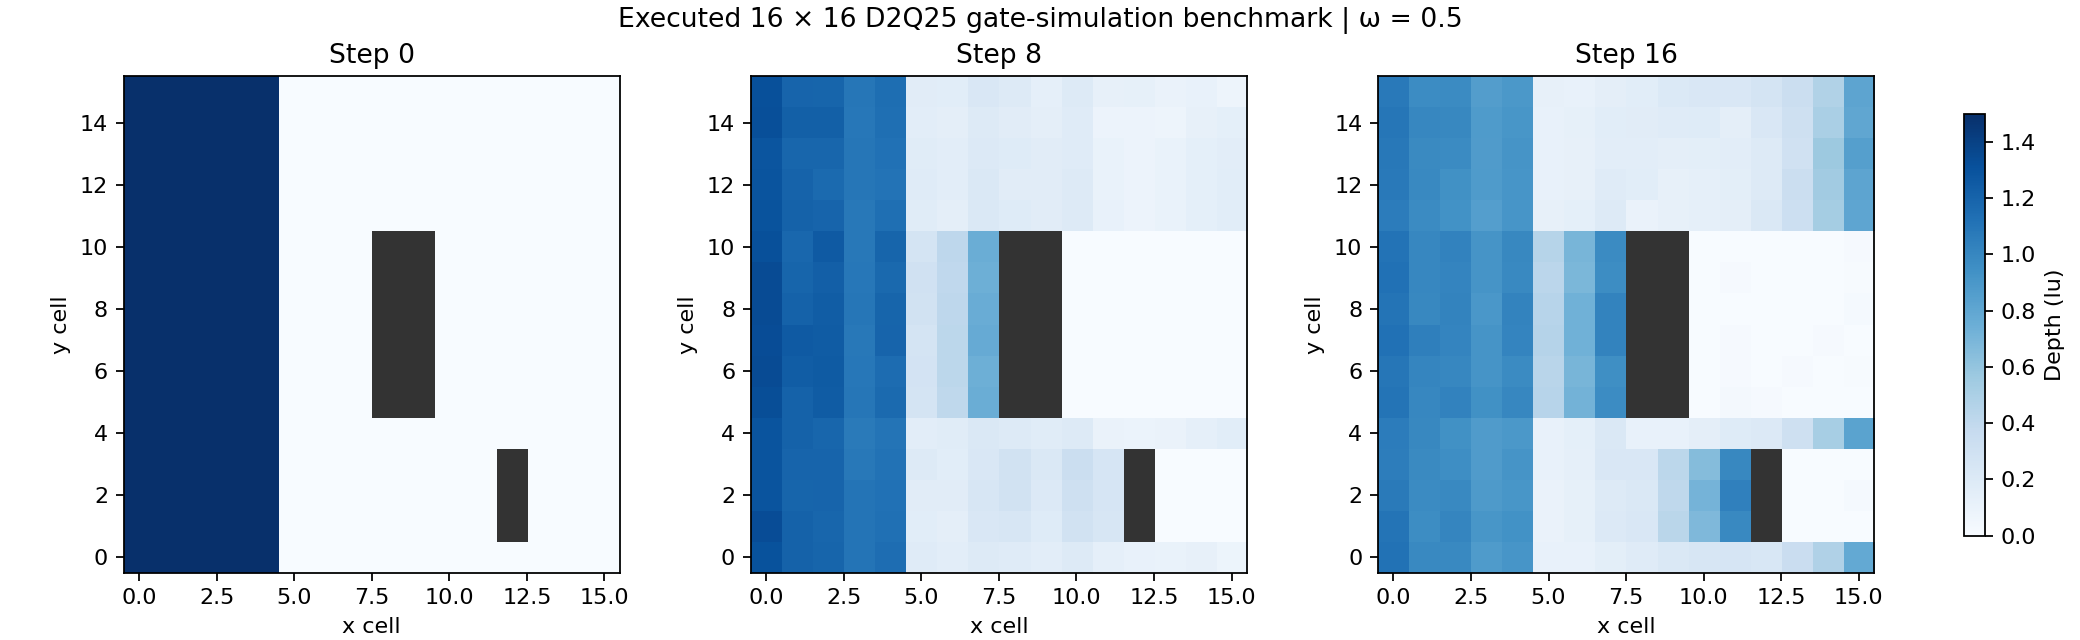 Executed 16 × 16 D2Q25 gate-simulation benchmark | ω = 0.5
Step 0
Step 8
Step 16
14
12
10
8
6
4
2
0
y cell
0.0 2.5 5.0 7.5 10.0 12.5 15.0
x cell
14
12
10
8
6
4
2
0
y cell
0.0 2.5 5.0 7.5 10.0 12.5 15.0
x cell
14
12
10
8
6
4
2
0
y cell
0.0 2.5 5.0 7.5 10.0 12.5 15.0
x cell
1.4
1.2
1.0
0.8
0.6
0.4
0.2
0.0
Depth (lu)